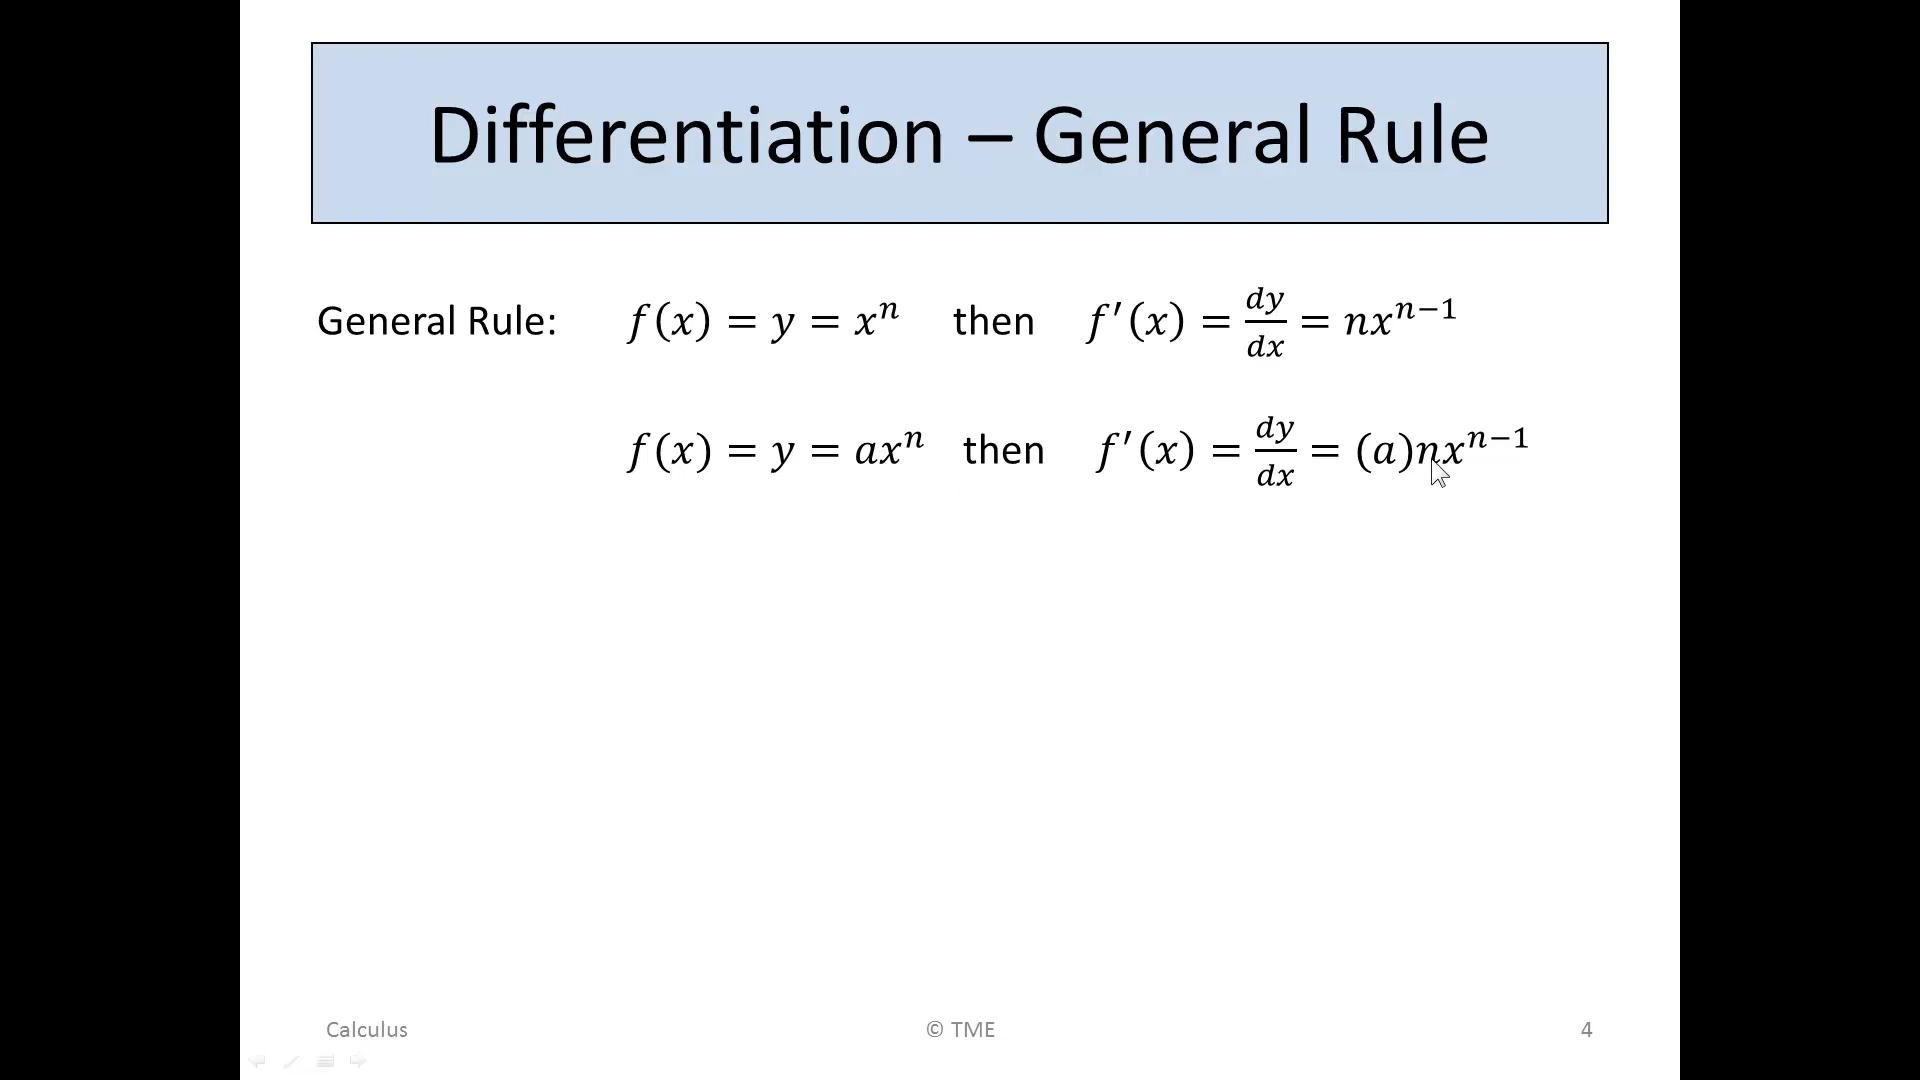 Differentiation – General Rule
General Rule: f(x) = y = xⁿ then f′(x) = dy/dx = nxⁿ⁻¹
f(x) = y = axⁿ then f′(x) = dy/dx = (a)nxⁿ⁻¹
Calculus © TME 4